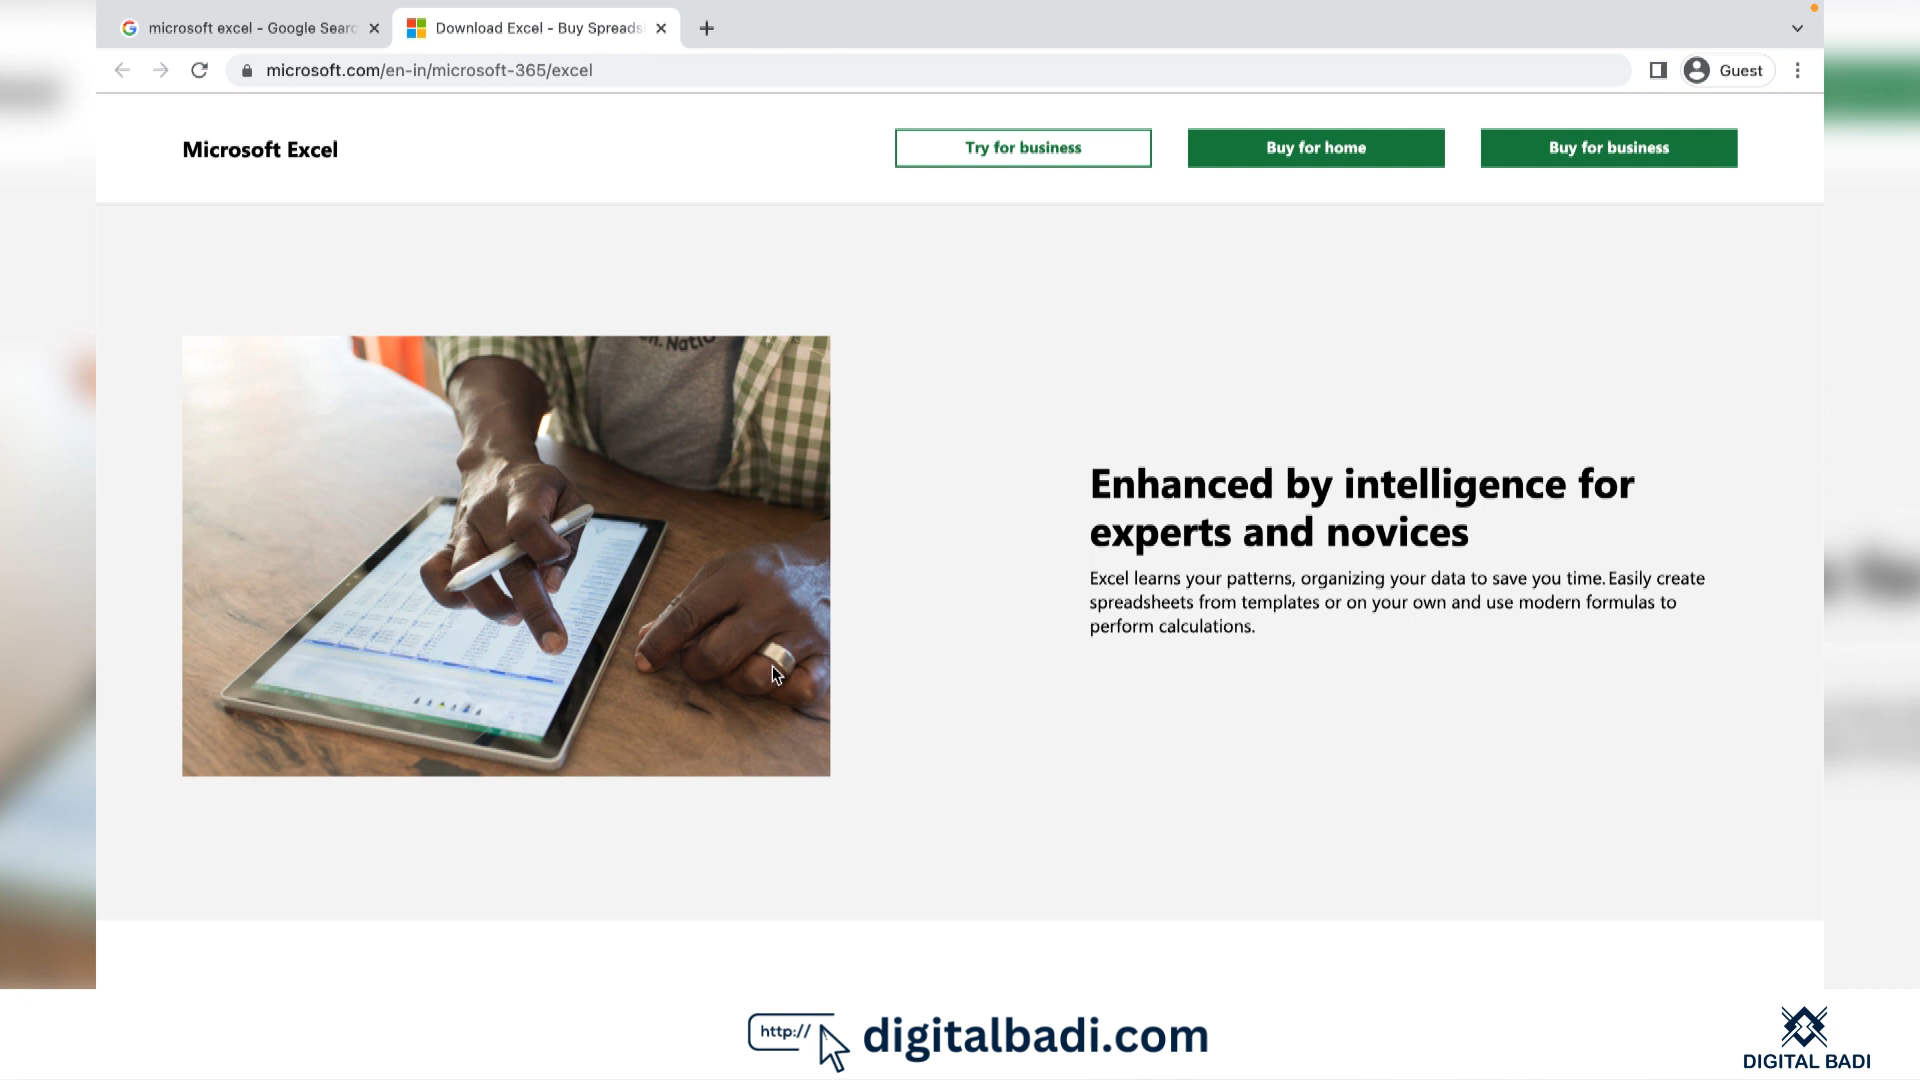 microsoft excel - Google Searc
Download Excel - Buy Spreads
microsoft.com/en-in/microsoft-365/excel
Guest
Microsoft Excel
Try for business
Buy for home
Buy for business
Enhanced by intelligence for
experts and novices
Excel learns your patterns, organizing your data to save you time. Easily create
spreadsheets from templates or on your own and use modern formulas to
perform calculations.
http://
digitalbadi.com
DIGITAL BADI